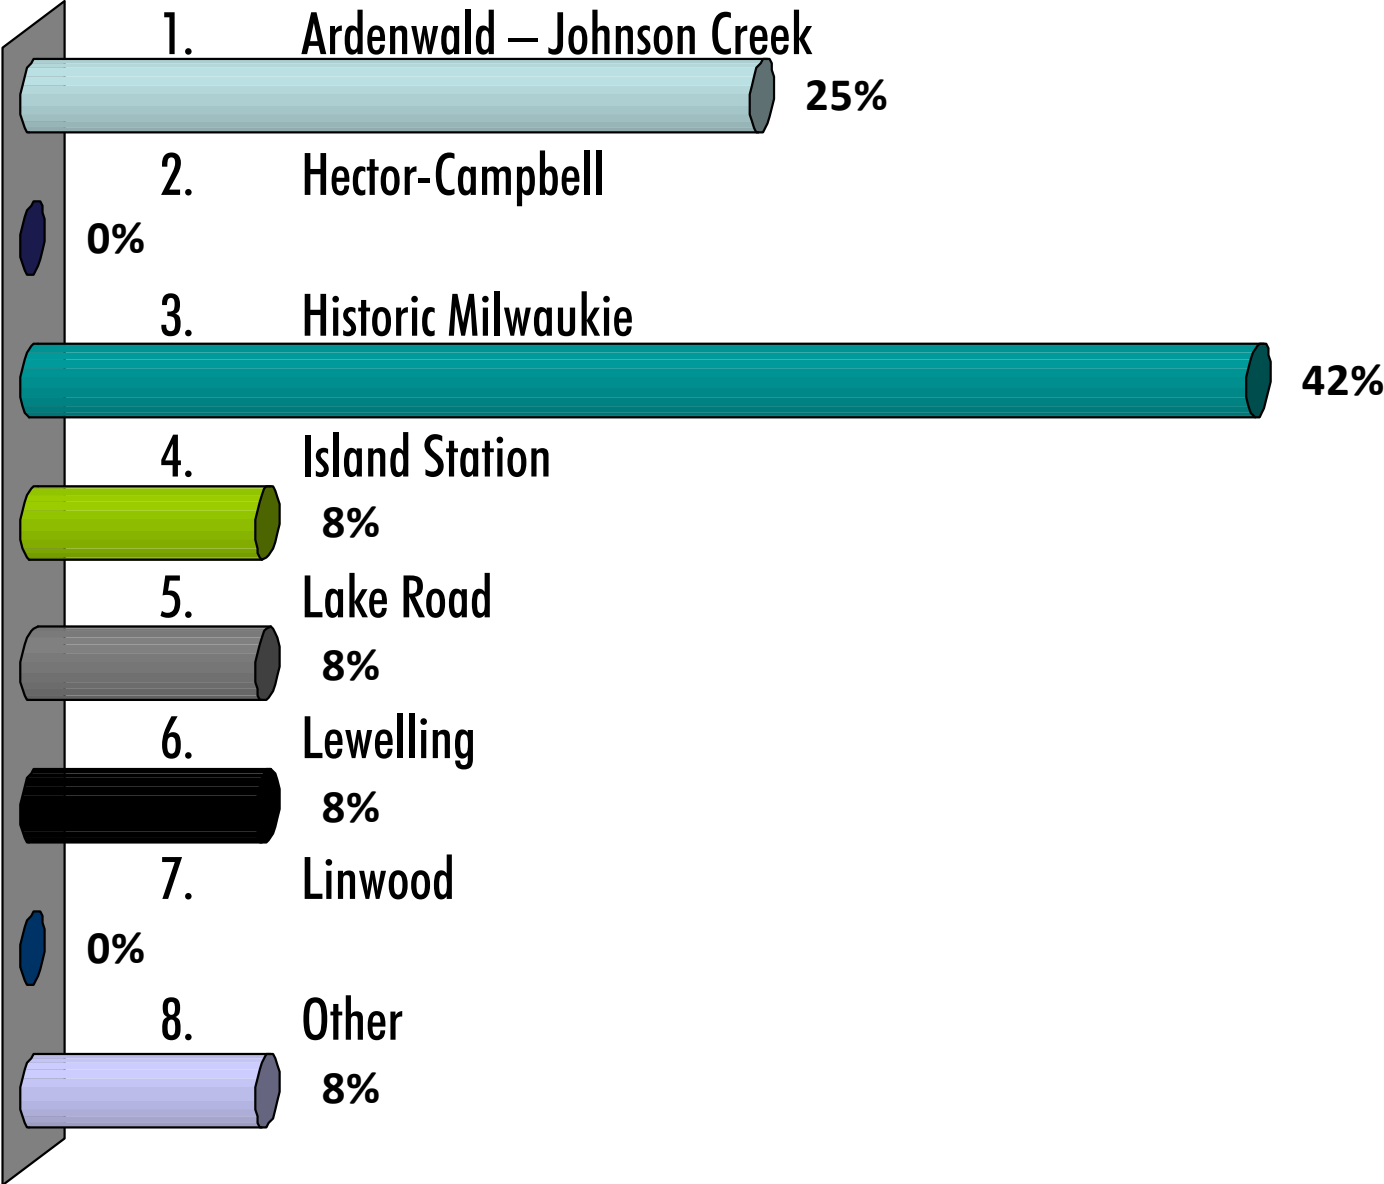 1. Ardenwald – Johnson Creek
25%
2. Hector-Campbell
0%
3. Historic Milwaukie
42%
4. Island Station
8%
5. Lake Road
8%
6. Lewelling
8%
7. Linwood
0%
8. Other
8%